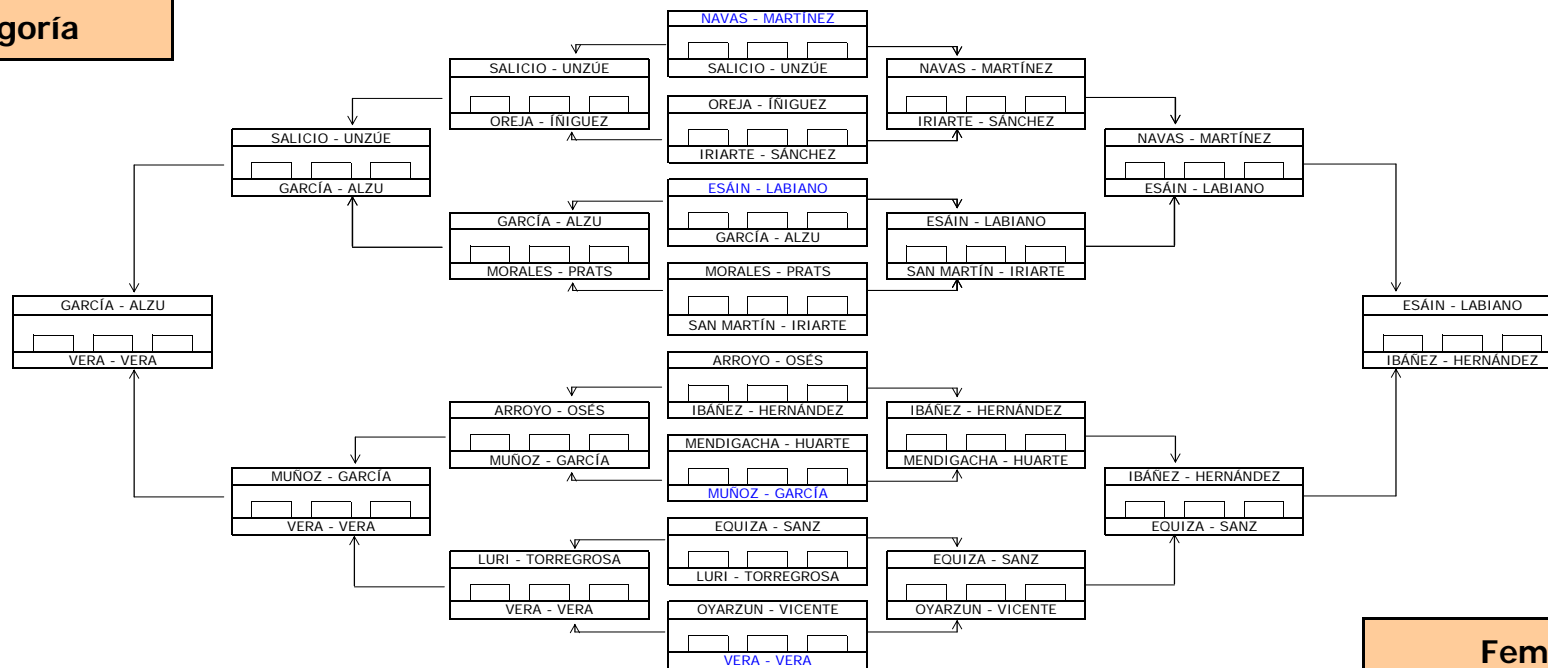 goría
NAVAS - MARTÍNEZ
SALICIO - UNZÚE
SALICIO - UNZÚE
NAVAS - MARTÍNEZ
OREJA - ÍÑIGUEZ
OREJA - ÍÑIGUEZ
IRIARTE - SÁNCHEZ
SALICIO - UNZÚE
NAVAS - MARTÍNEZ
IRIARTE - SÁNCHEZ
GARCÍA - ALZU
ESÁIN - LABIANO
ESÁIN - LABIANO
GARCÍA - ALZU
ESÁIN - LABIANO
GARCÍA - ALZU
MORALES - PRATS
MORALES - PRATS
SAN MARTÍN - IRIARTE
GARCÍA - ALZU
ESÁIN - LABIANO
SAN MARTÍN - IRIARTE
VERA - VERA
ARROYO - OSÉS
IBÁÑEZ - HERNÁNDEZ
ARROYO - OSÉS
IBÁÑEZ - HERNÁNDEZ
IBÁÑEZ - HERNÁNDEZ
MENDIGACHA - HUARTE
MUÑOZ - GARCÍA
MENDIGACHA - HUARTE
MUÑOZ - GARCÍA
IBÁÑEZ - HERNÁNDEZ
MUÑOZ - GARCÍA
VERA - VERA
EQUIZA - SANZ
EQUIZA - SANZ
LURI - TORREGROSA
EQUIZA - SANZ
LURI - TORREGROSA
VERA - VERA
OYARZUN - VICENTE
OYARZUN - VICENTE
VERA - VERA
Fem